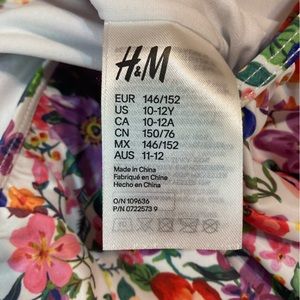 H&M
EUR 146/152
US 10-12Y
CA 10-12A
CN 150/76
MX 146/152
AUS 11-12
Made in China
Fabriqué en Chine
Hecho en China
O/N 109636
P/N 0722573 9